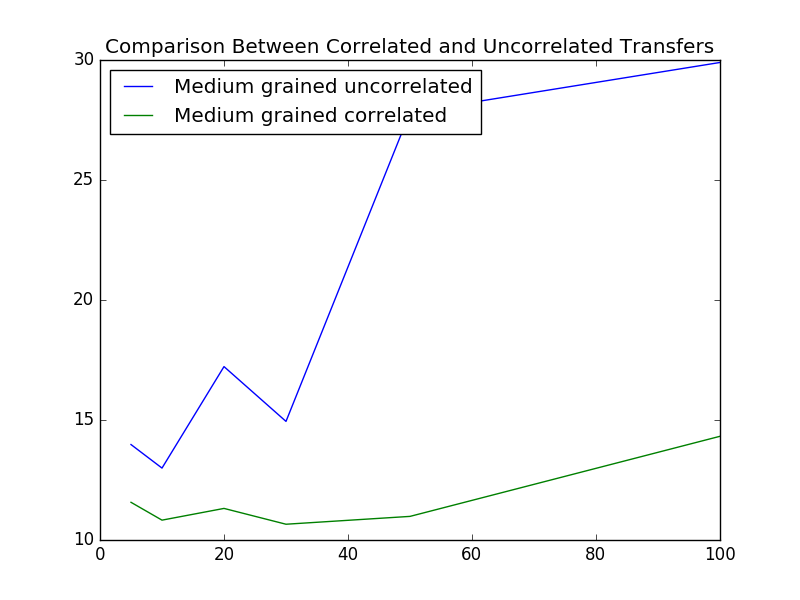 Comparison Between Correlated and Uncorrelated Transfers
30
Medium grained uncorrelated
Medium grained correlated
25
20
15
10
0 20 40 60 80 100